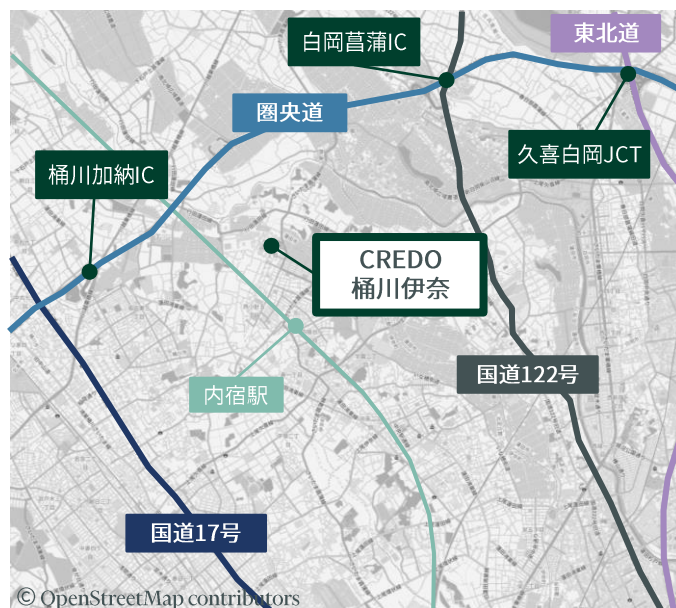 東北道
白岡菖蒲IC
圏央道
久喜白岡JCT
桶川加納IC
CREDO
桶川伊奈
国道122号
内宿駅
国道17号
© OpenStreetMap contributors